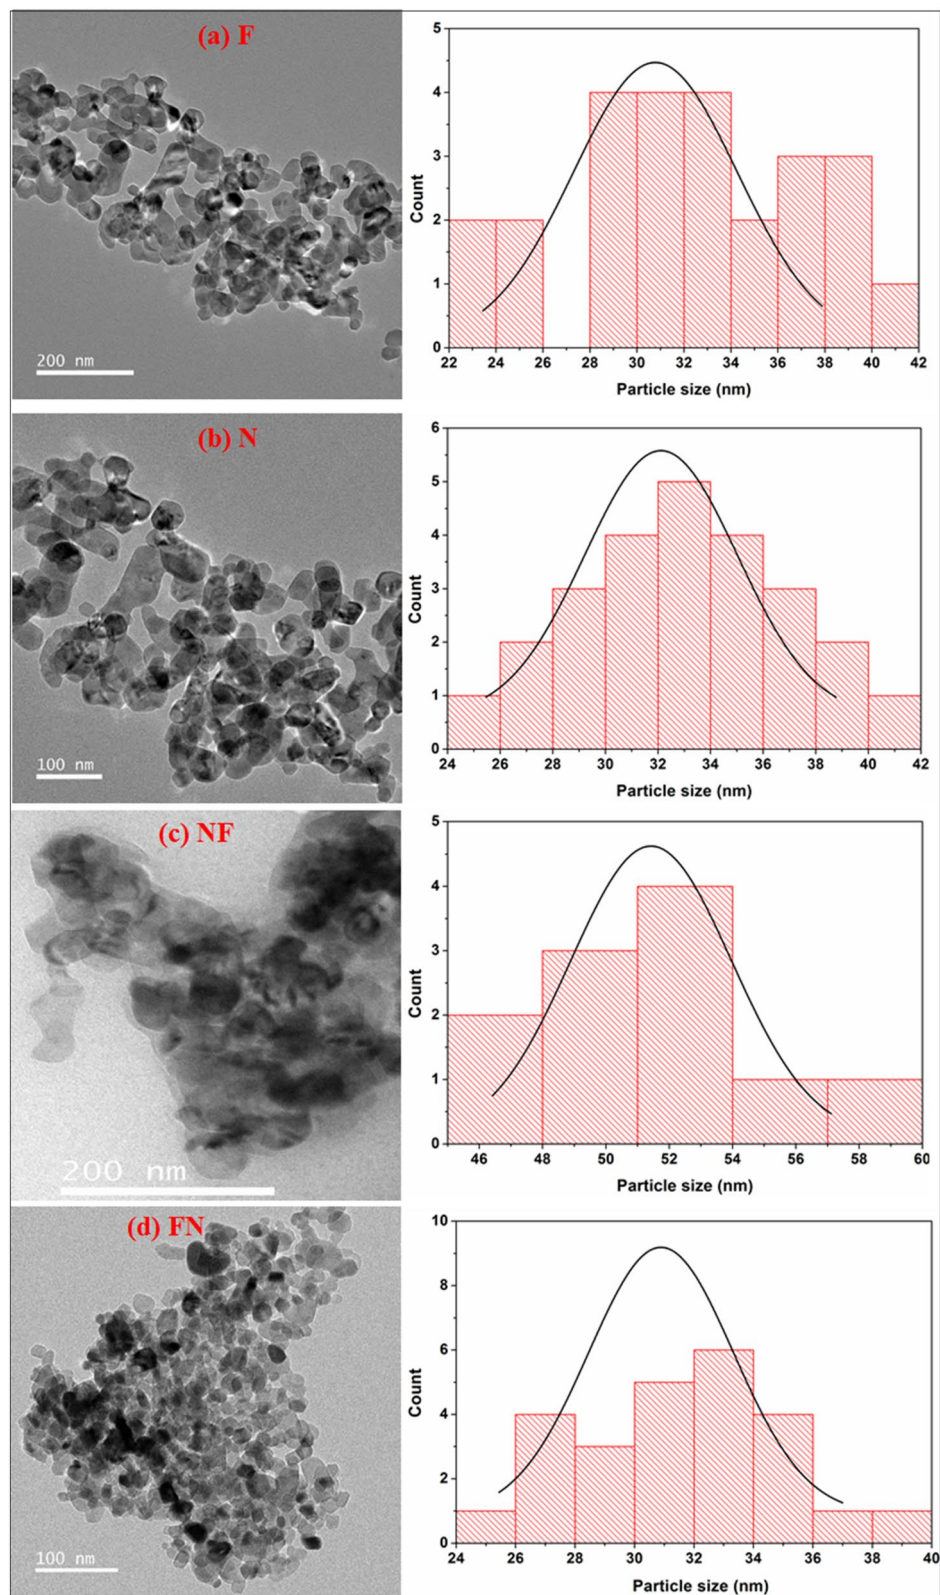 (a) F
200 nm
5
4
3
2
1
0
Count
22 24 26 28 30 32 34 36 38 40 42
Particle size (nm)
(b) N
100 nm
6
5
4
3
2
1
0
Count
24 26 28 30 32 34 36 38 40 42
Particle size (nm)
(c) NF
200 nm
5
4
3
2
1
0
Count
46 48 50 52 54 56 58 60
Particle size (nm)
(d) FN
100 nm
10
8
6
4
2
0
Count
24 26 28 30 32 34 36 38 40
Particle size (nm)